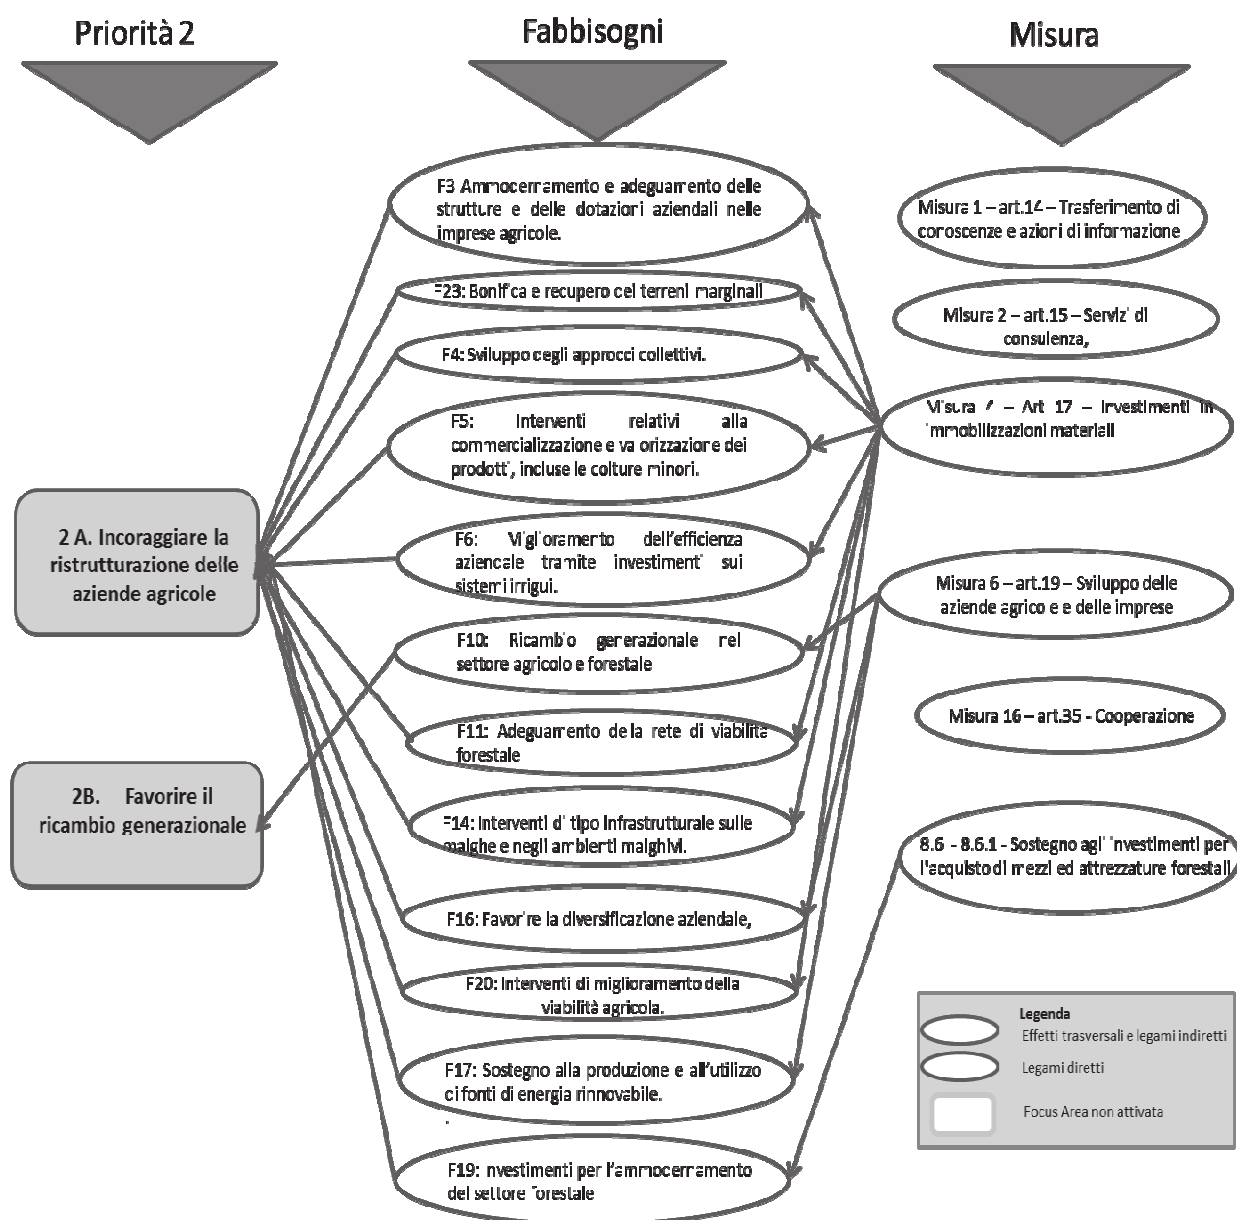 Priorità 2
Fabbisogni
Misura
F3 Ammodernamento e adeguamento delle
strutture e delle dotazioni aziendali nelle
imprese agricole.
F23: Bonifica e recupero dei terreni marginali
F4: Sviluppo degli approcci collettivi.
F5: Interventi relativi alla
commercializzazione e valorizzazione dei
prodotti, incluse le colture minori.
F6: Miglioramento dell'efficienza
aziendale tramite investimenti sui
sistemi irrigui.
F10: Ricambio generazionale nel
settore agricolo e forestale
F11: Adeguamento della rete di viabilità
forestale
F14: Interventi di tipo infrastrutturale sulle
malghe e negli ambienti malghivi.
F16: Favorire la diversificazione aziendale,
F20: Interventi di miglioramento della
viabilità agricola.
F17: Sostegno alla produzione e all'utilizzo
di fonti di energia rinnovabile.
.
F19: Investimenti per l'ammodernamento
del settore forestale
2 A. Incoraggiare la
ristrutturazione delle
aziende agricole
2B. Favorire il
ricambio generazionale
Misura 1 – art.14 – Trasferimento di
conoscenze e azioni di informazione
Misura 2 – art.15 – Servizi di
consulenza,
Misura 4 – Art 17 – Investimenti in
immobilizzazioni materiali
Misura 6 – art.19 – Sviluppo delle
aziende agricole e delle imprese
Misura 16 – art.35 - Cooperazione
8.6 - 8.6.1 - Sostegno agli investimenti per
l'acquisto di mezzi ed attrezzature forestali
Legenda
Effetti trasversali e legami indiretti
Legami diretti
Focus Area non attivata